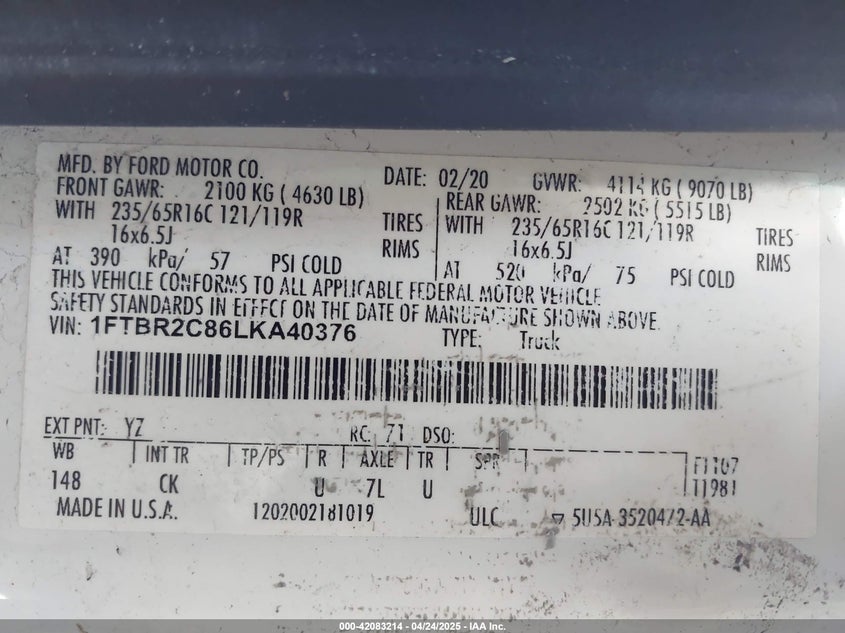 MFD. BY FORD MOTOR CO.
DATE: 02/20 GVWR: 4114 KG ( 9070 LB)
FRONT GAWR: 2100 KG ( 4630 LB)
WITH 235/65R16C 121/119R TIRES
16x6.5J RIMS
AT 390 kPa/ 57 PSI COLD
REAR GAWR: 2502 KG ( 5515 LB)
WITH 235/65R16C 121/119R TIRES
16x6.5J RIMS
AT 520 kPa/ 75 PSI COLD
THIS VEHICLE CONFORMS TO ALL APPLICABLE FEDERAL MOTOR VEHICLE
SAFETY STANDARDS IN EFFECT ON THE DATE OF MANUFACTURE SHOWN ABOVE.
VIN: 1FTBR2C86LKA40376 TYPE: Truck
EXT PNT: YZ RC: 71 DSO:
WB INT TR TP/PS R AXLE TR SPR
148 CK U 7L U
F1107
T1981
MADE IN U.S.A. 1202002181019 ULC 5U5A-3520472-AA
000-42083214 - 04/24/2025 - IAA Inc.